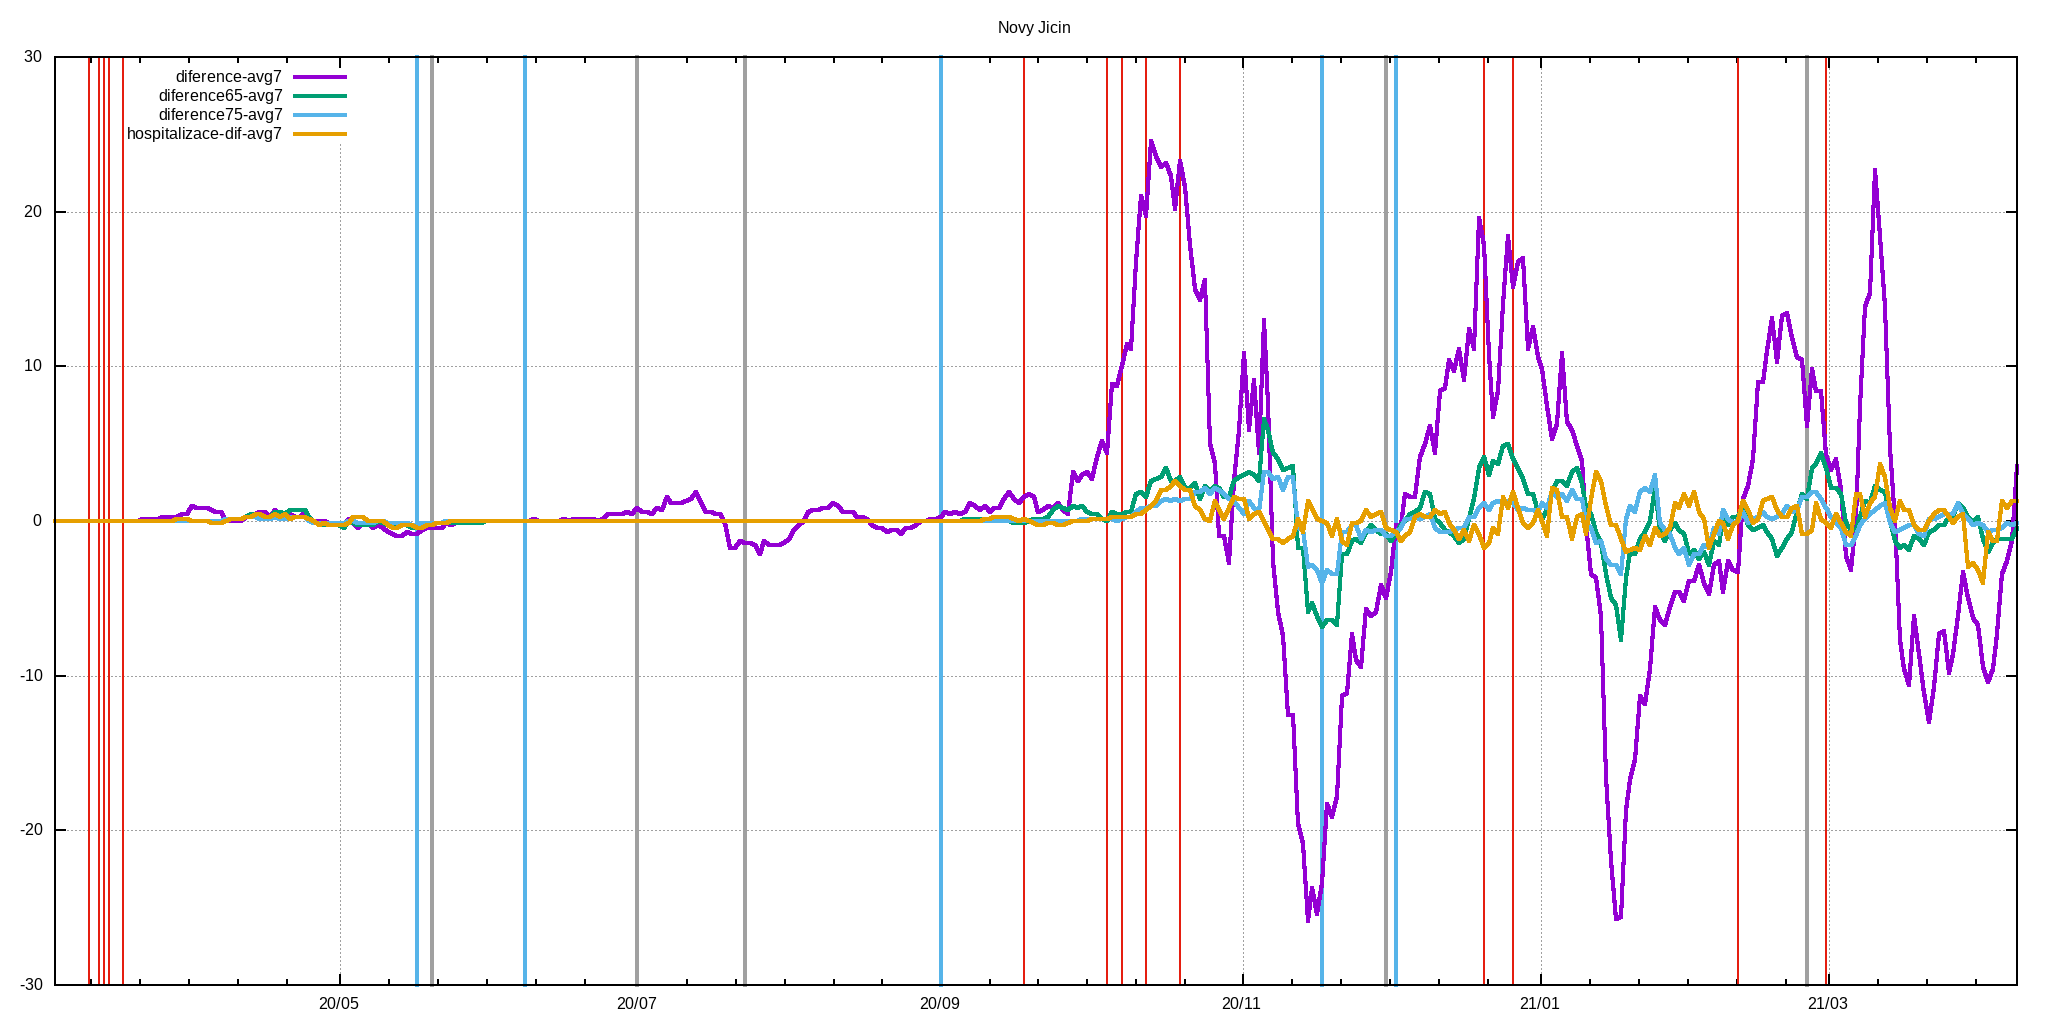 Novy Jicin
30
20
10
0
-10
-20
-30
diference-avg7
diference65-avg7
diference75-avg7
hospitalizace-dif-avg7
20/05
20/07
20/09
20/11
21/01
21/03